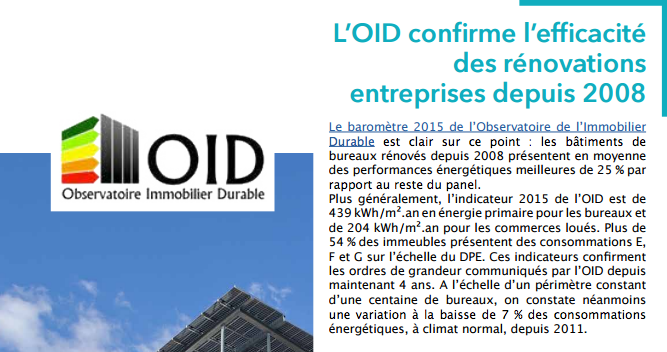 L'OID confirme l'efficacité
des rénovations
entreprises depuis 2008
OID
Observatoire Immobilier Durable
Le baromètre 2015 de l'Observatoire de l'Immobilier
Durable est clair sur ce point : les bâtiments de
bureaux rénovés depuis 2008 présentent en moyenne
des performances énergétiques meilleures de 25 % par
rapport au reste du panel.
Plus généralement, l'indicateur 2015 de l'OID est de
439 kWh/m².an en énergie primaire pour les bureaux et
de 204 kWh/m².an pour les commerces loués. Plus de
54 % des immeubles présentent des consommations E,
F et G sur l'échelle du DPE. Ces indicateurs confirment
les ordres de grandeur communiqués par l'OID depuis
maintenant 4 ans. A l'échelle d'un périmètre constant
d'une centaine de bureaux, on constate néanmoins
une variation à la baisse de 7 % des consommations
énergétiques, à climat normal, depuis 2011.